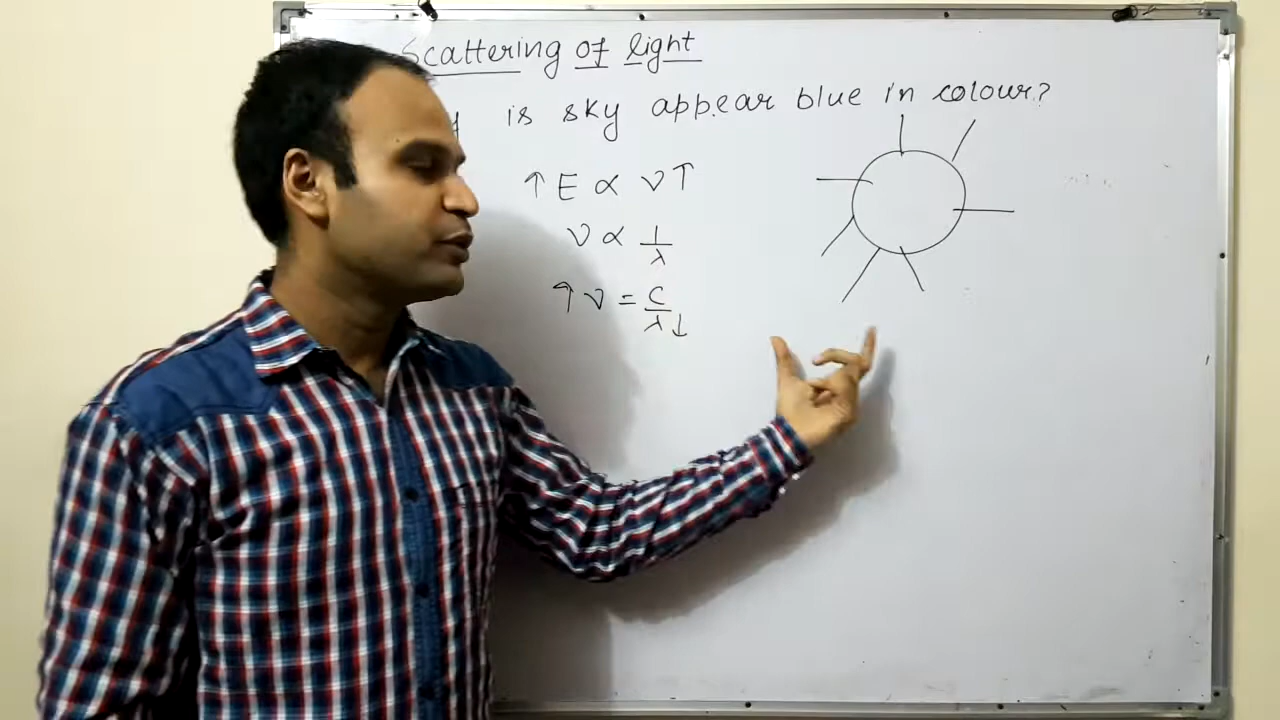 Scattering of light
is sky appear blue in colour?
↑ E ∝ ν ↑
ν ∝ 1/λ
↑ ν = C/λ ↓